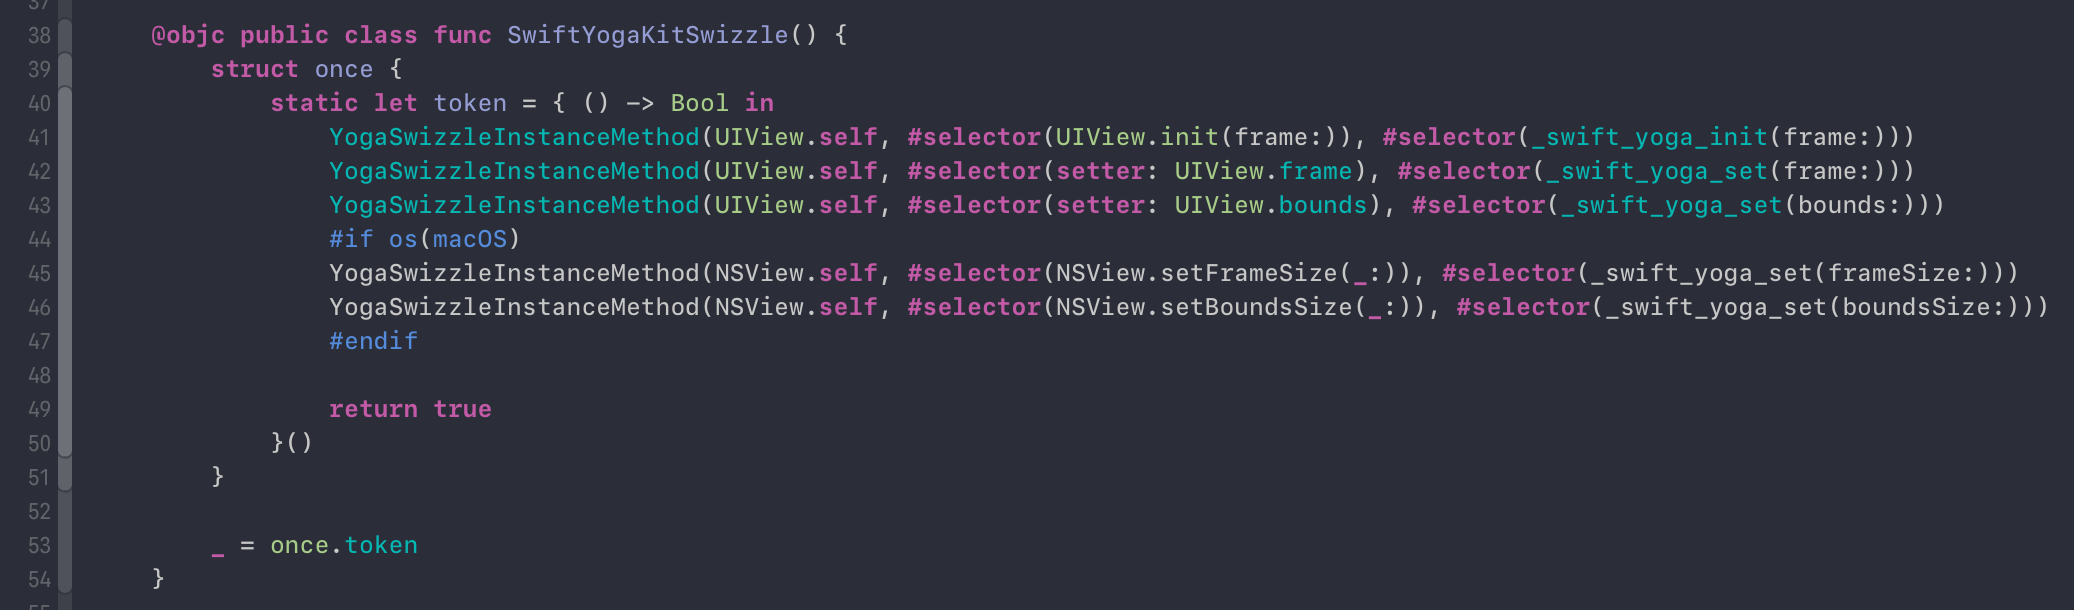 37
38 @objc public class func SwiftYogaKitSwizzle() {
39 struct once {
40 static let token = { () -> Bool in
41 YogaSwizzleInstanceMethod(UIView.self, #selector(UIView.init(frame:)), #selector(_swift_yoga_init(frame:)))
42 YogaSwizzleInstanceMethod(UIView.self, #selector(setter: UIView.frame), #selector(_swift_yoga_set(frame:)))
43 YogaSwizzleInstanceMethod(UIView.self, #selector(setter: UIView.bounds), #selector(_swift_yoga_set(bounds:)))
44 #if os(macOS)
45 YogaSwizzleInstanceMethod(NSView.self, #selector(NSView.setFrameSize(_:)), #selector(_swift_yoga_set(frameSize:)))
46 YogaSwizzleInstanceMethod(NSView.self, #selector(NSView.setBoundsSize(_:)), #selector(_swift_yoga_set(boundsSize:)))
47 #endif
48
49 return true
50 }()
51 }
52
53 _ = once.token
54 }
55